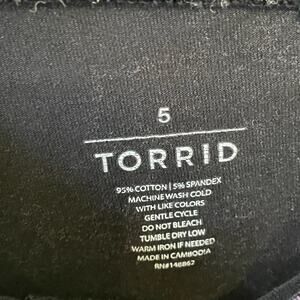 5
TORRID
95% COTTON | 5% SPANDEX
MACHINE WASH COLD
WITH LIKE COLORS
GENTLE CYCLE
DO NOT BLEACH
TUMBLE DRY LOW
WARM IRON IF NEEDED
MADE IN CAMBODIA
RN#148862